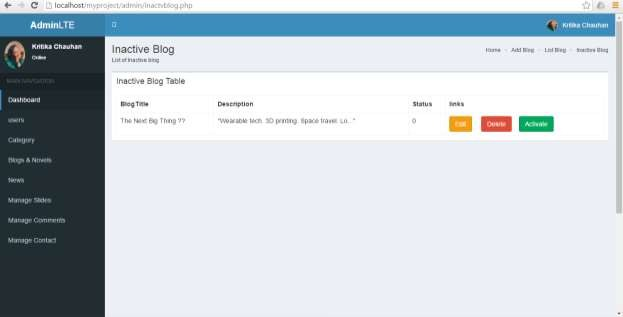 localhost/myproject/admin/inactvblog.php
AdminLTE
Kritika Chauhan
Kritika Chauhan
Online
MAIN NAVIGATION
Dashboard
users
Category
Blogs & Novels
News
Manage Slides
Manage Comments
Manage Contact
Inactive Blog
List of Inactive blog
Home - Add Blog - List Blog - Inactive Blog
Inactive Blog Table
BlogTitle Description Status links
The Next Big Thing ?? "Wearable tech. 3D printing. Space travel. Lo..." 0 Edit Delete Activate